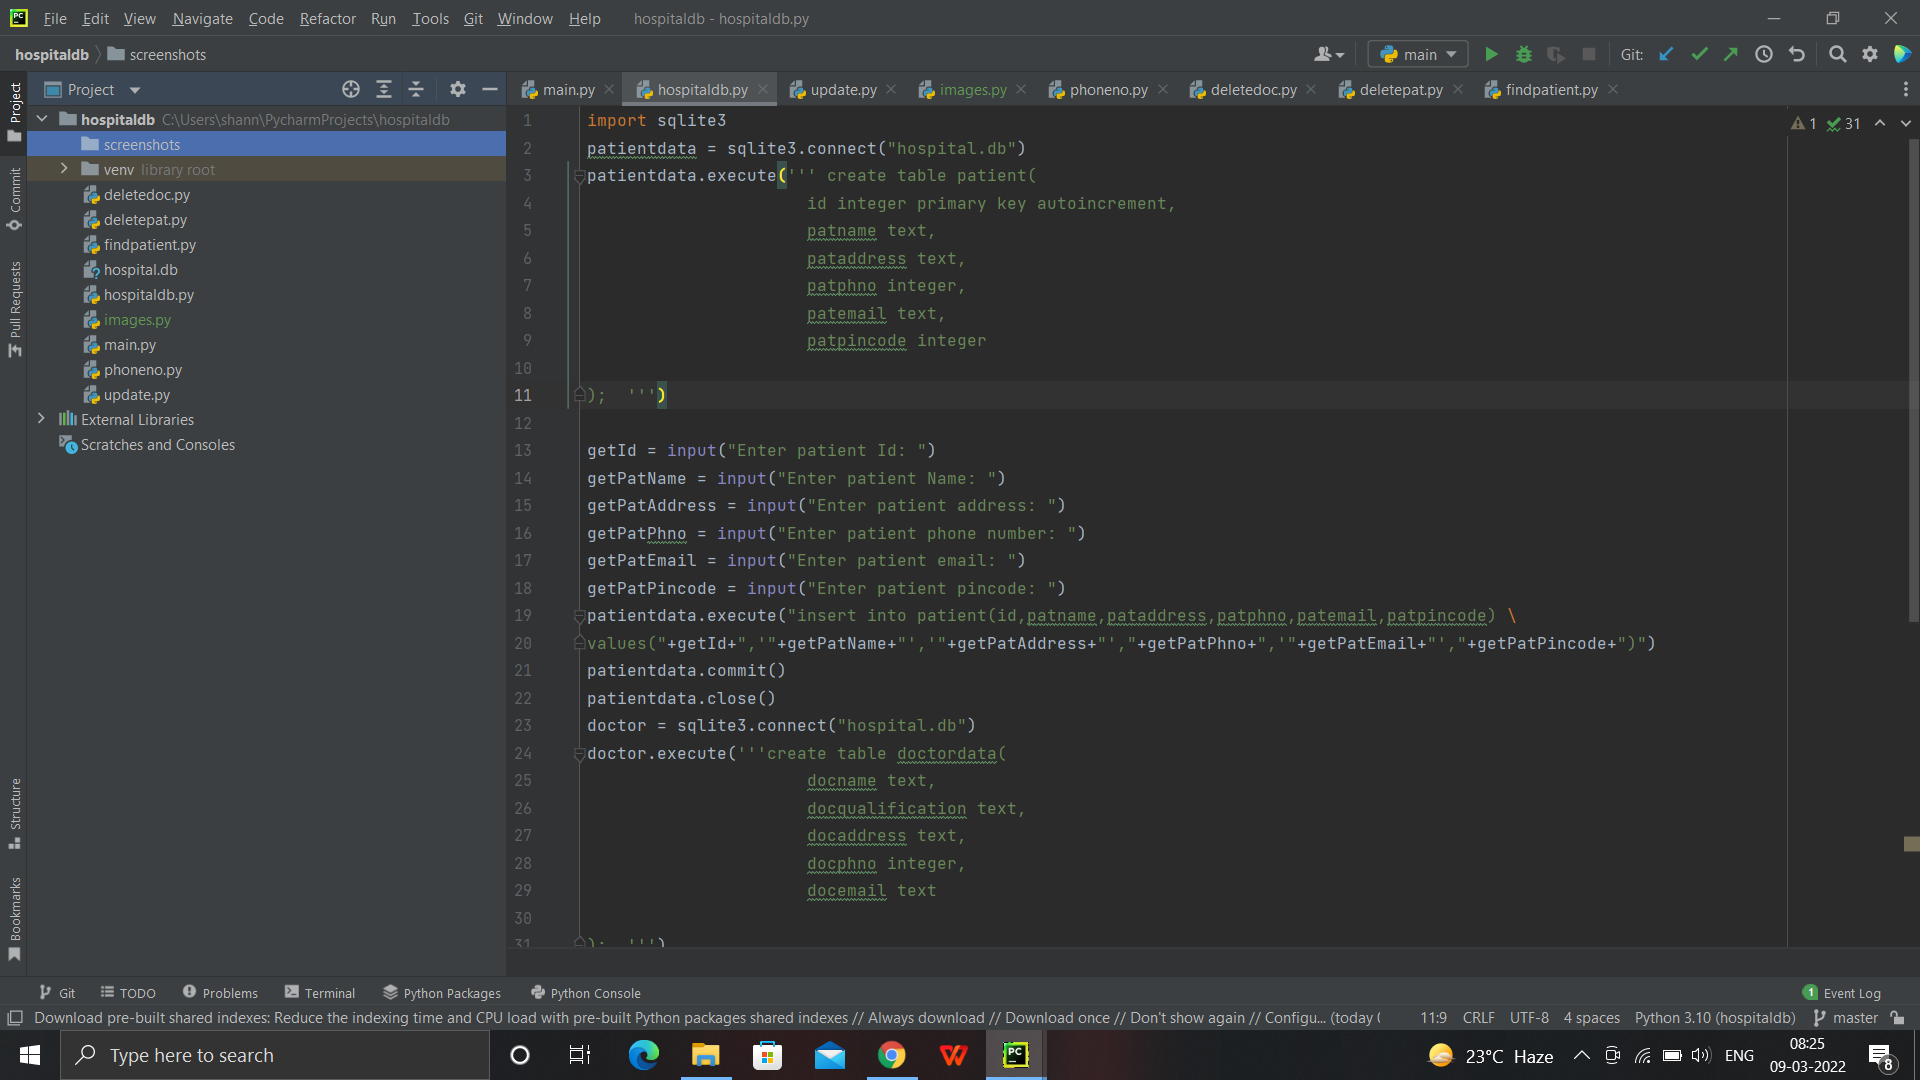 PC File Edit View Navigate Code Refactor Run Tools Git Window Help hospitaldb - hospitaldb.py
hospitaldb screenshots main Git:
Project main.py hospitaldb.py update.py images.py phoneno.py deletedoc.py deletepat.py findpatient.py
Project
Commit
Pull Requests
Structure
Bookmarks
hospitaldb C:\Users\shann\PycharmProjects\hospitaldb
screenshots
venv library root
deletedoc.py
deletepat.py
findpatient.py
hospital.db
hospitaldb.py
images.py
main.py
phoneno.py
update.py
External Libraries
Scratches and Consoles
1 31
1 import sqlite3
2 patientdata = sqlite3.connect("hospital.db")
3 patientdata.execute(''' create table patient(
4 id integer primary key autoincrement,
5 patname text,
6 pataddress text,
7 patphno integer,
8 patemail text,
9 patpincode integer
10
11 ); ''')
12
13 getId = input("Enter patient Id: ")
14 getPatName = input("Enter patient Name: ")
15 getPatAddress = input("Enter patient address: ")
16 getPatPhno = input("Enter patient phone number: ")
17 getPatEmail = input("Enter patient email: ")
18 getPatPincode = input("Enter patient pincode: ")
19 patientdata.execute("insert into patient(id,patname,pataddress,patphno,patemail,patpincode) \
20 values("+getId+",'"+getPatName+"','"+getPatAddress+"',"+getPatPhno+",'"+getPatEmail+"',"+getPatPincode+")")
21 patientdata.commit()
22 patientdata.close()
23 doctor = sqlite3.connect("hospital.db")
24 doctor.execute('''create table doctordata(
25 docname text,
26 docqualification text,
27 docaddress text,
28 docphno integer,
29 docemail text
30
31 ); ''')
Git TODO Problems Terminal Python Packages Python Console 1 Event Log
Download pre-built shared indexes: Reduce the indexing time and CPU load with pre-built Python packages shared indexes // Always download // Download once // Don't show again // Configu... (today ( 11:9 CRLF UTF-8 4 spaces Python 3.10 (hospitaldb) master
Type here to search PC 23°C Haze ENG 08:25
09-03-2022 8